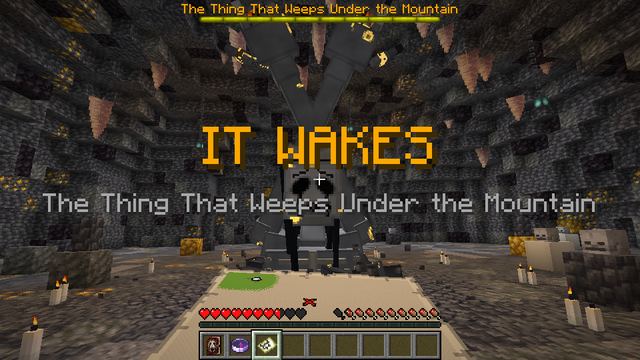 The Thing That Weeps Under the Mountain
IT WAKES
The Thing That Weeps Under the Mountain